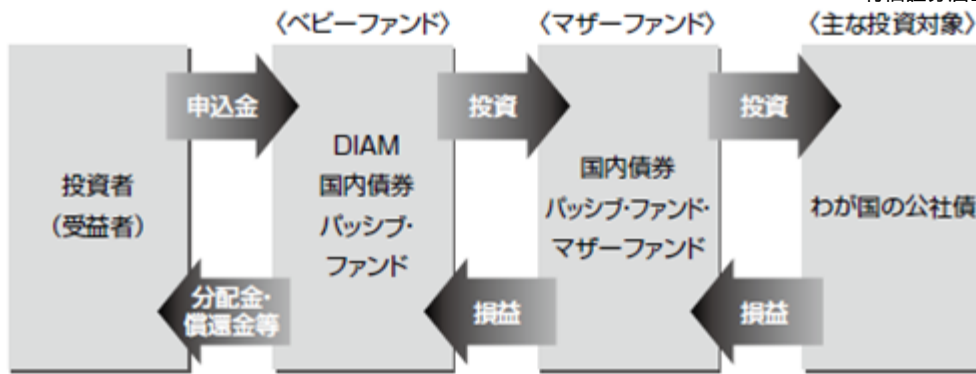 〈ベビーファンド〉
〈マザーファンド〉
〈主な投資対象〉
申込金
投資
投資
投資者
(受益者)
DIAM
国内債券
パッシブ・
ファンド
国内債券
パッシブ・ファンド・
マザーファンド
わが国の公社債
分配金・
償還金等
損益
損益